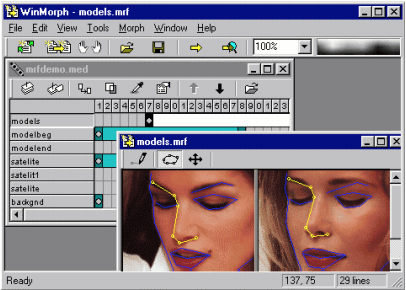 WinMorph - models.mrf
File Edit View Tools Morph Window Help
100%
mrfdemo.med
1 2 3 4 5 6 7 8 9 0 1 2 3 4 5 6 7 8 9 0 1 2 3
models
modelbeg
modelend
satelite
satelit1
satelite
backgnd
models.mrf
Ready
137, 75
29 lines